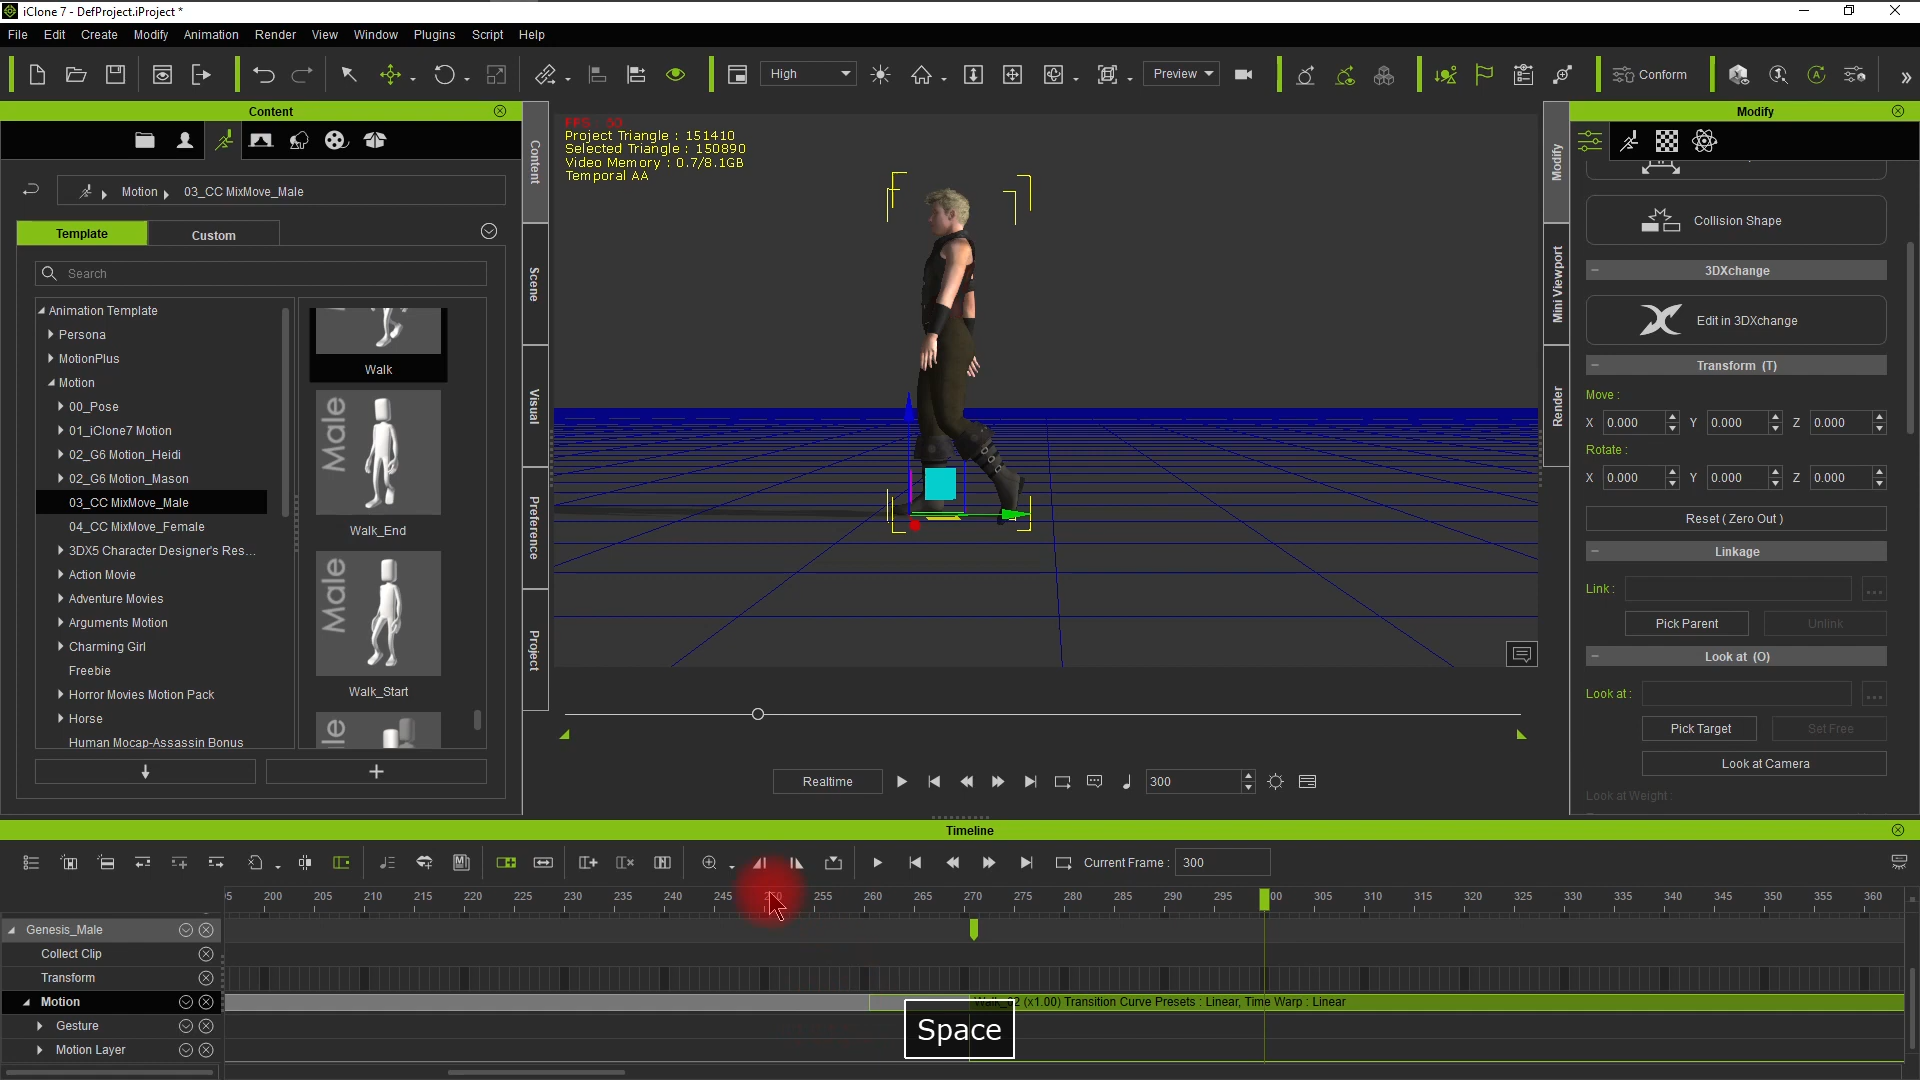 iClone 7 - DefProject.iProject *
File Edit Create Modify Animation Render View Window Plugins Script Help
High
Preview
Conform
Content
Motion 03_CC MixMove_Male
Template
Custom
Search
Animation Template
Persona
MotionPlus
Motion
00_Pose
01_iClone7 Motion
02_G6 Motion_Heidi
02_G6 Motion_Mason
03_CC MixMove_Male
04_CC MixMove_Female
3DX5 Character Designer's Res...
Action Movie
Adventure Movies
Arguments Motion
Charming Girl
Freebie
Horror Movies Motion Pack
Horse
Human Mocap-Assassin Bonus
Walk
Male
Walk_End
Male
Walk_Start
Content
Scene
Visual
Preference
Project
FPS : 60
Project Triangle : 151410
Selected Triangle : 150890
Video Memory : 0.7/8.1GB
Temporal AA
Realtime
300
Modify
Mini Viewport
Render
Modify
Collision Shape
3DXchange
Edit in 3DXchange
Transform (T)
Move :
X 0.000 Y 0.000 Z 0.000
Rotate :
X 0.000 Y 0.000 Z 0.000
Reset ( Zero Out )
Linkage
Link :
...
Pick Parent
Unlink
Look at (O)
Look at :
...
Pick Target
Set Free
Look at Camera
Look at Weight :
Timeline
Current Frame : 300
200 205 210 215 220 225 230 235 240 245 255 260 265 270 275 280 285 290 295 305 310 315 320 325 330 335 340 345 350 355 360
Genesis_Male
Collect Clip
Transform
Motion
(x1.00) Transition Curve Presets : Linear, Time Warp : Linear
Gesture
Motion Layer
Space